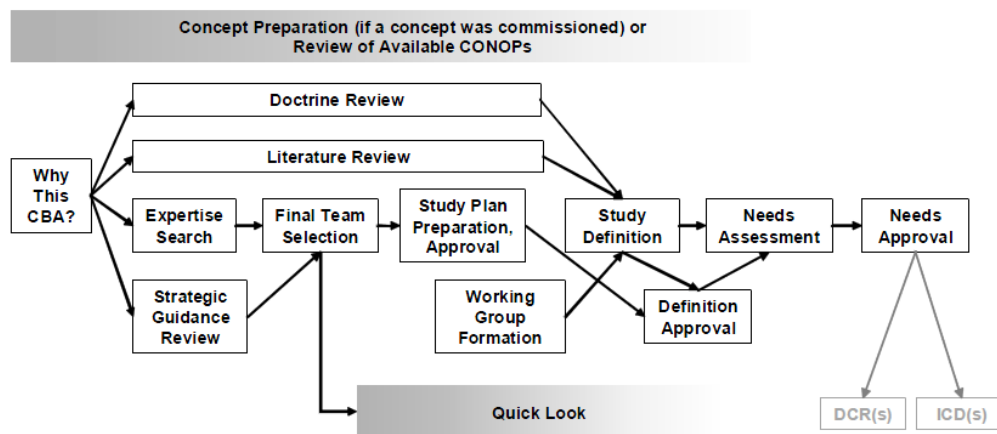 Concept Preparation (if a concept was commissioned) or
Review of Available CONOPs
Doctrine Review
Literature Review
Why
This
CBA?
Expertise
Search
Final Team
Selection
Study Plan
Preparation,
Approval
Study
Definition
Needs
Assessment
Needs
Approval
Strategic
Guidance
Review
Working
Group
Formation
Definition
Approval
Quick Look
DCR(s)
ICD(s)